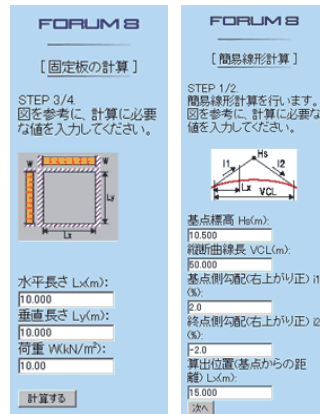 FORUM 8
[ 固定板の計算 ]
STEP 3/4
図を参考に、計算に必要
な値を入力してください。
W
W
Ly
Lx
水平長さ Lx(m):
10.000
垂直長さ Ly(m):
10.000
荷重 W(kN/m²):
10.00
計算する
FORUM 8
[ 簡易線形計算 ]
STEP 1/2
簡易線形計算を行います。
図を参考に、計算に必要な
値を入力してください。
Hs
i1
i2
Lx
VCL
基点標高 Hs(m):
10.500
縦断曲線長 VCL(m):
50.000
基点側勾配(右上がり正) i1
(%):
2.0
終点側勾配(右上がり正) i2
(%):
-2.0
算出位置(基点からの距
離) Lx(m):
15.000
次へ